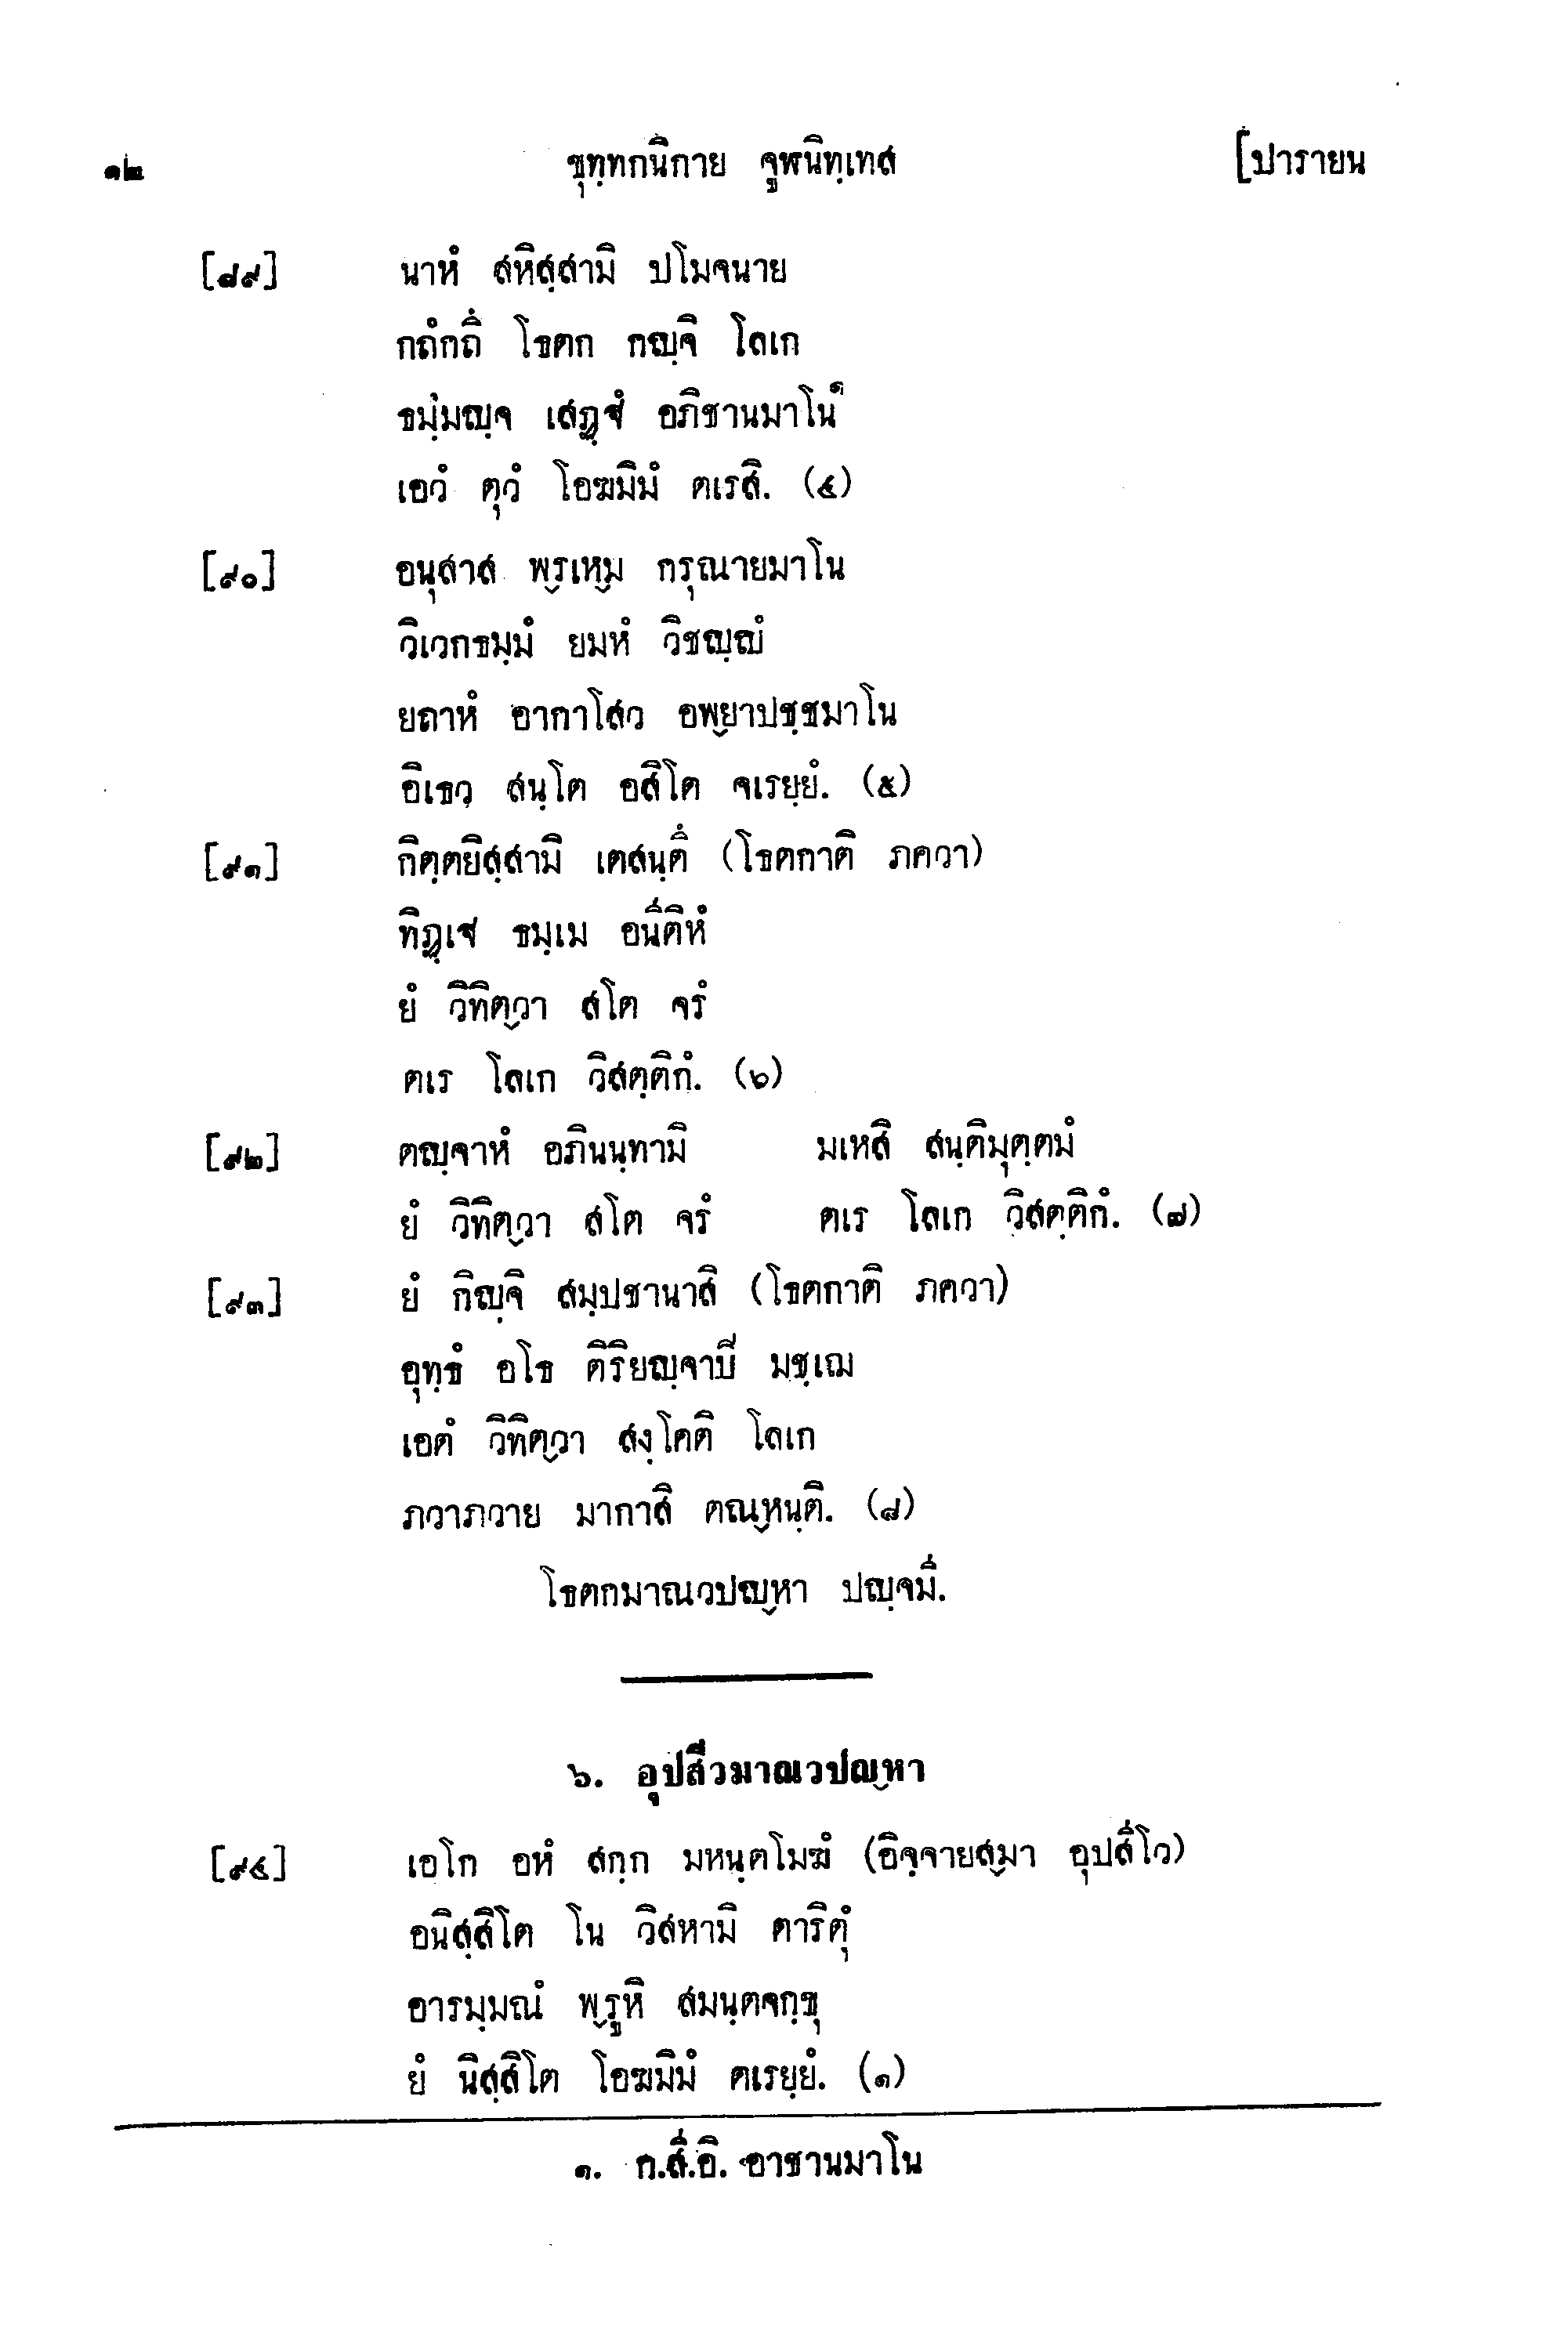 ๑๒ ขุทฺทกนิกาย จูฬนิทฺเทส [ปารายน
[๘๙] นาหํ สหิสฺสามิ ปโมจนาย
กถํกถึ โธตก กญฺจิ โลเก
ธมฺมญฺจ เสฏฺฐํ อภิชานมาโน๑
เอวํ ตุวํ โอฆมิมํ ตเรสิ. (๔)
[๙๐] อนุสาส พฺรเหฺม กรุณายมาโน
วิเวกธมฺมํ ยมหํ วิชญฺญํ
ยถาหํ อากาโสว อพฺยาปชฺชมาโน
อิเธว สนฺโต อสิโต จเรยฺยํ. (๕)
[๙๑] กิตฺตยิสฺสามิ เตสนฺตึ (โธตกาติ ภควา)
ทิฏฺเฐ ธมฺเม อนีติหํ
ยํ วิทิตฺวา สโต จรํ
ตเร โลเก วิสตฺติกํ. (๖)
[๙๒] ตญฺจาหํ อภินนฺทามิ มเหสิ สนฺติมุตฺตมํ
ยํ วิทิตฺวา สโต จรํ ตเร โลเก วิสตฺติกํ. (๗)
[๙๓] ยํ กิญฺจิ สมฺปชานาสิ (โธตกาติ ภควา)
อุทฺธํ อโธ ติริยญฺจาปิ มชฺเฌ
เอตํ วิทิตฺวา สงฺโคติ โลเก
ภวาภวาย มากาสิ ตณฺหนฺติ. (๘)
โธตกมาณวปญฺหา ปญฺจมี.
๖. อุปสีวมาณวปญฺหา
[๙๔] เอโก อหํ สกฺก มหนฺตโมฆํ (อิจฺจายสฺมา อุปสีโว)
อนิสฺสิโต โน วิสหามิ ตาริตุํ
อารมฺมณํ พฺรูหิ สมนฺตจกฺขุ
ยํ นิสฺสิโต โอฆมิมํ ตเรยฺยํ. (๑)
๑. ก.สี.อิ. อาชานมาโน